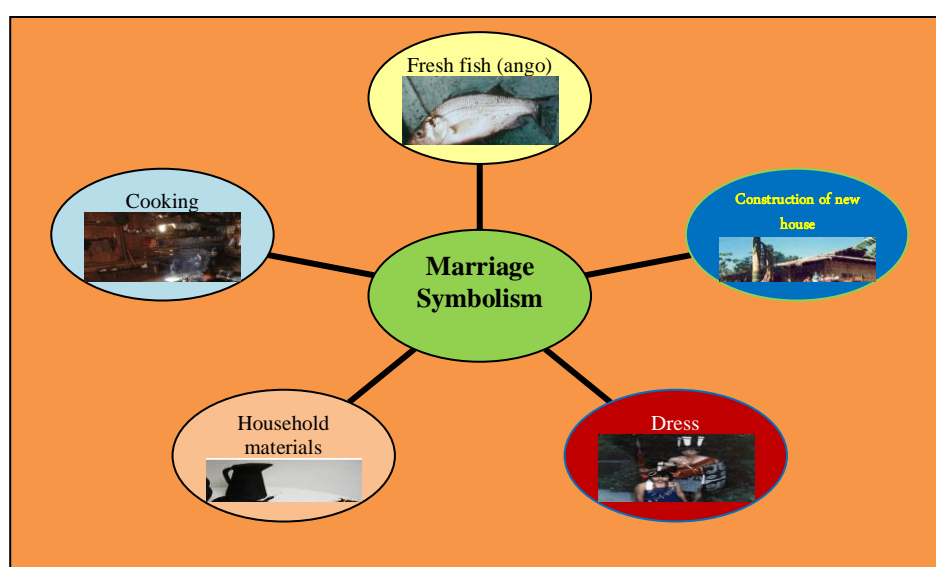 Fresh fish (ango)
Cooking
Construction of new
house
Marriage
Symbolism
Household
materials
Dress